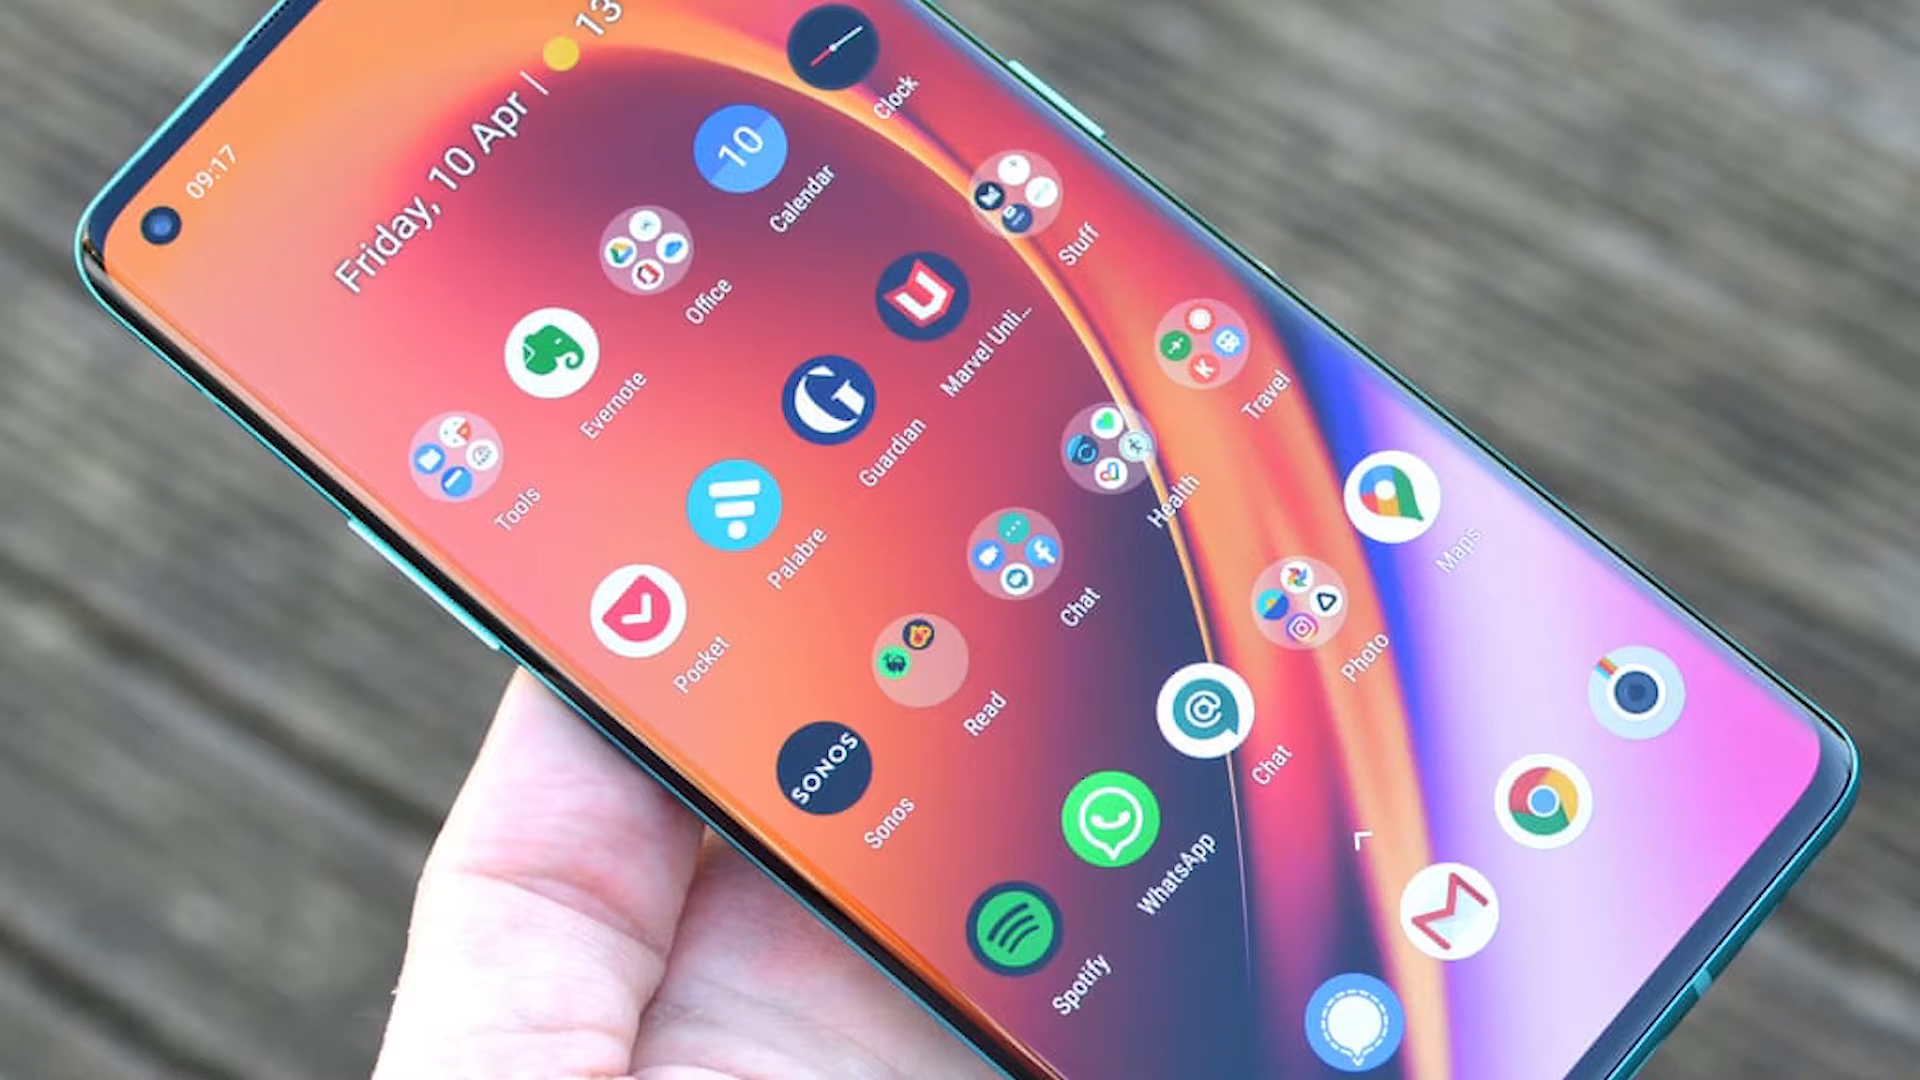 09:17
Friday, 10 Apr | 13
Tools
Evernote
Office
10
Calendar
Clock
Pocket
Palabre
G
Guardian
U
Marvel Unli...
Stuff
SONOS
Sonos
Read
Chat
Health
K
Travel
Spotify
WhatsApp
@
Chat
Photo
Maps